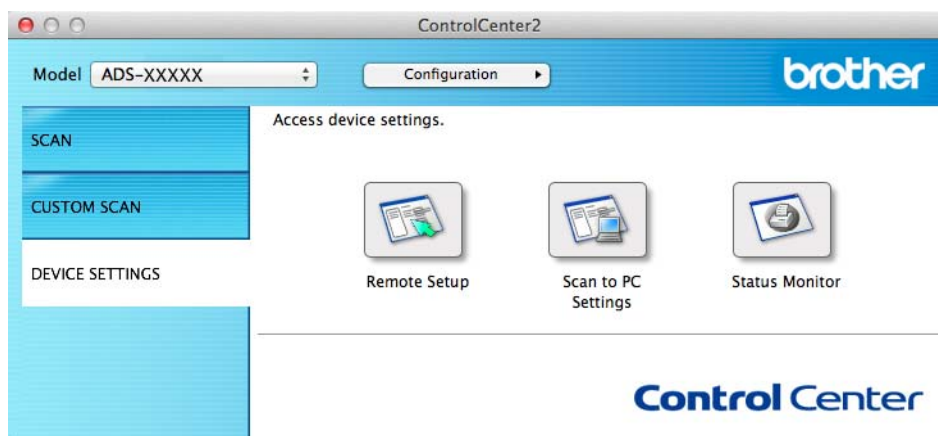 ControlCenter2
Model ADS-XXXXX Configuration brother
SCAN
CUSTOM SCAN
DEVICE SETTINGS
Access device settings.
Remote Setup
Scan to PC
Settings
Status Monitor
Control Center